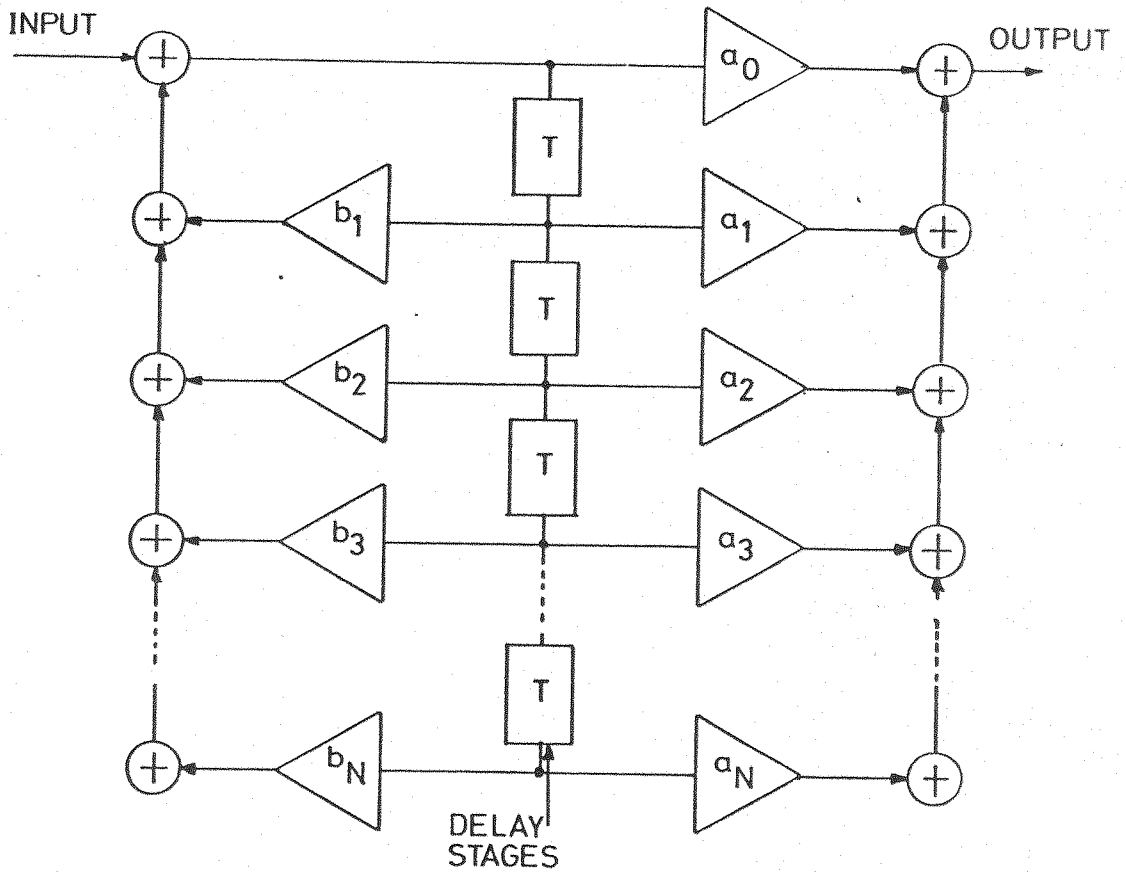 INPUT
OUTPUT
+
a0
+
T
+
b1
a1
+
T
+
b2
a2
+
T
+
b3
a3
+
T
+
bN
aN
+
DELAY
STAGES